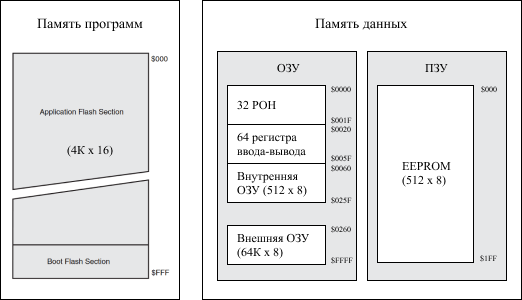 Память программ
$000
Application Flash Section
(4K x 16)
Boot Flash Section
$FFF
Память данных
ОЗУ
$0000
32 РОН
$001F
$0020
64 регистра
ввода-вывода
$005F
$0060
Внутренняя
ОЗУ (512 x 8)
$025F
$0260
Внешняя ОЗУ
(64K x 8)
$FFFF
ПЗУ
$000
EEPROM
(512 x 8)
$1FF